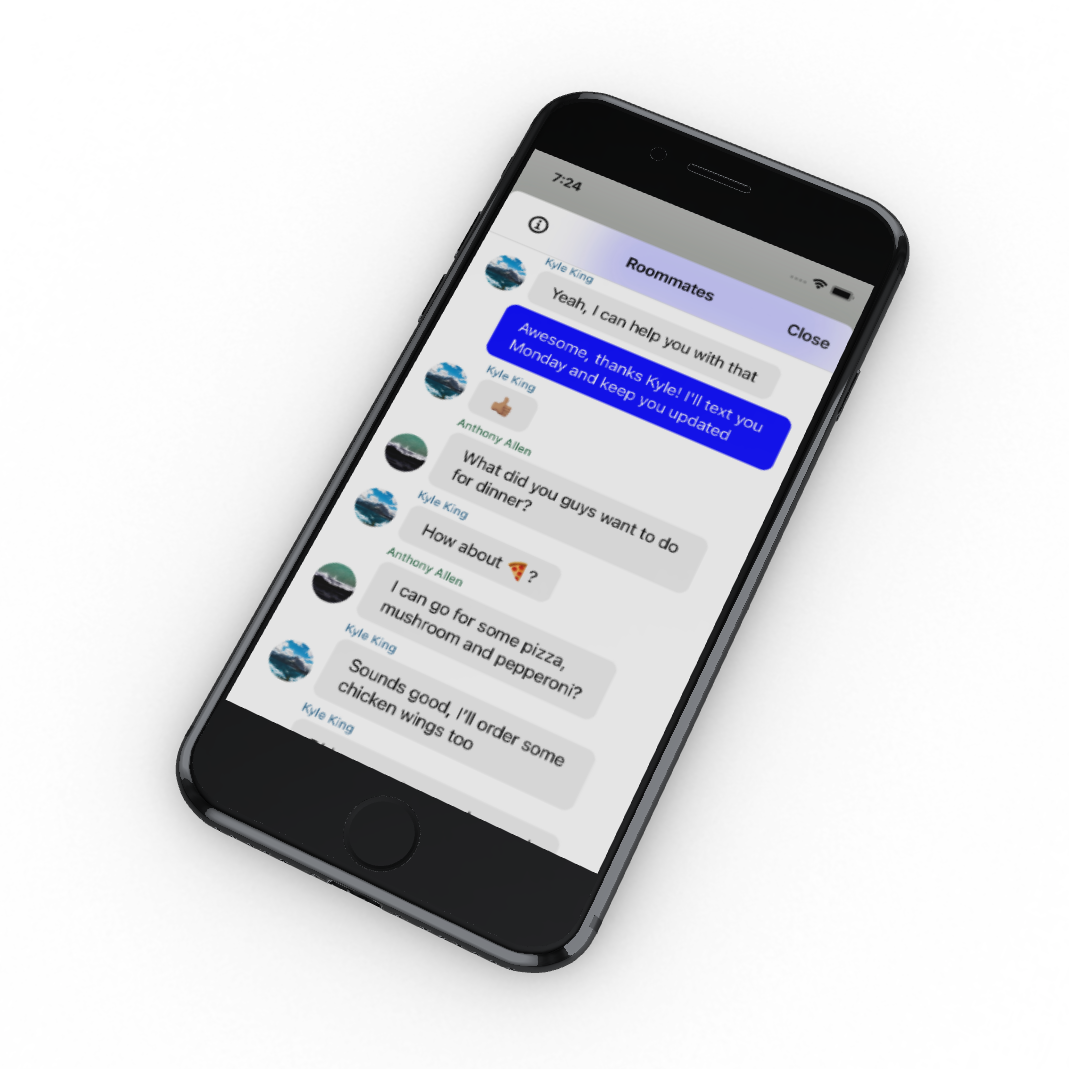 7:24
Roommates
Close
Kyle King
Yeah, I can help you with that
Awesome, thanks Kyle! I'll text you
Monday and keep you updated
Kyle King
👍🏽
Anthony Allen
What did you guys want to do
for dinner?
Kyle King
How about 🍕?
Anthony Allen
I can go for some pizza,
mushroom and pepperoni?
Kyle King
Sounds good, I'll order some
chicken wings too
Kyle King